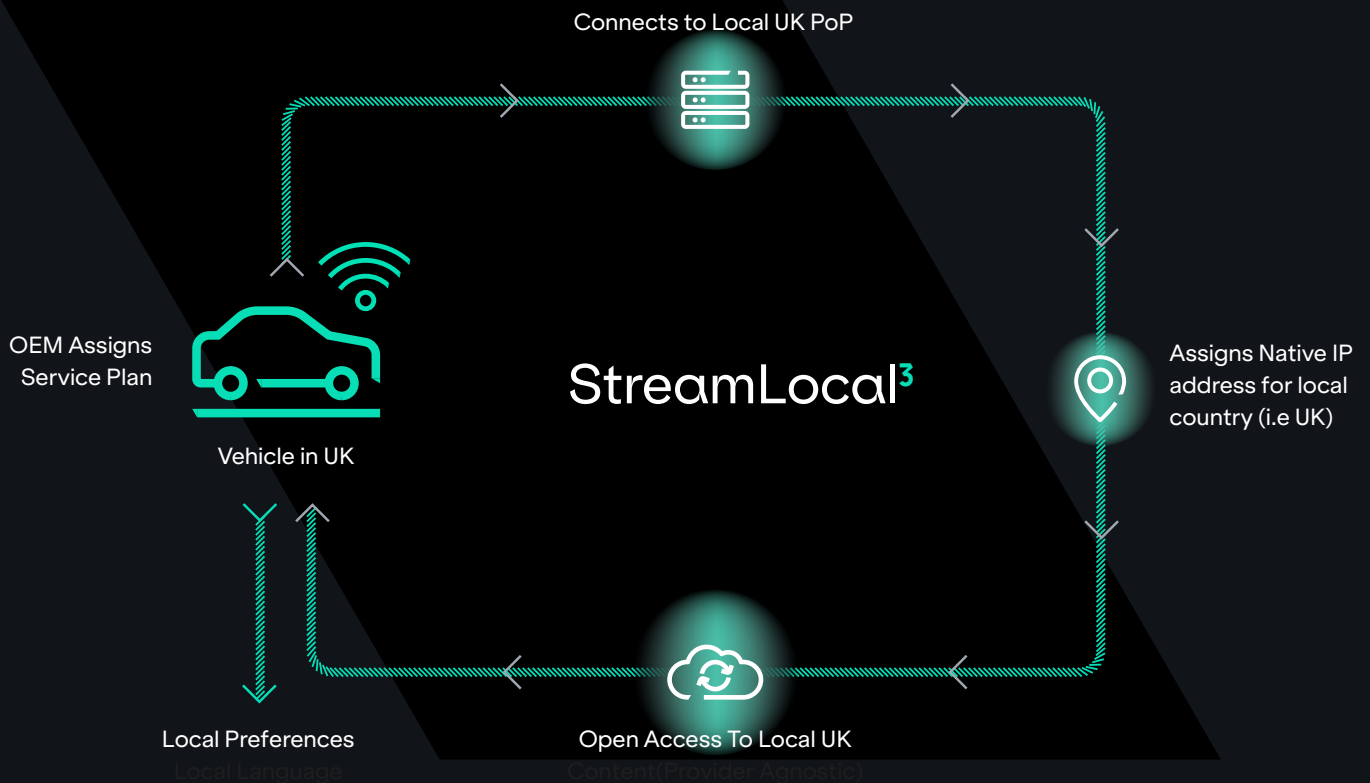 Connects to Local UK PoP
OEM Assigns
Service Plan
Vehicle in UK
StreamLocal³
Assigns Native IP
address for local
country (i.e UK)
Local Preferences
Local Language
Open Access To Local UK
Content(Provider Agnostic)